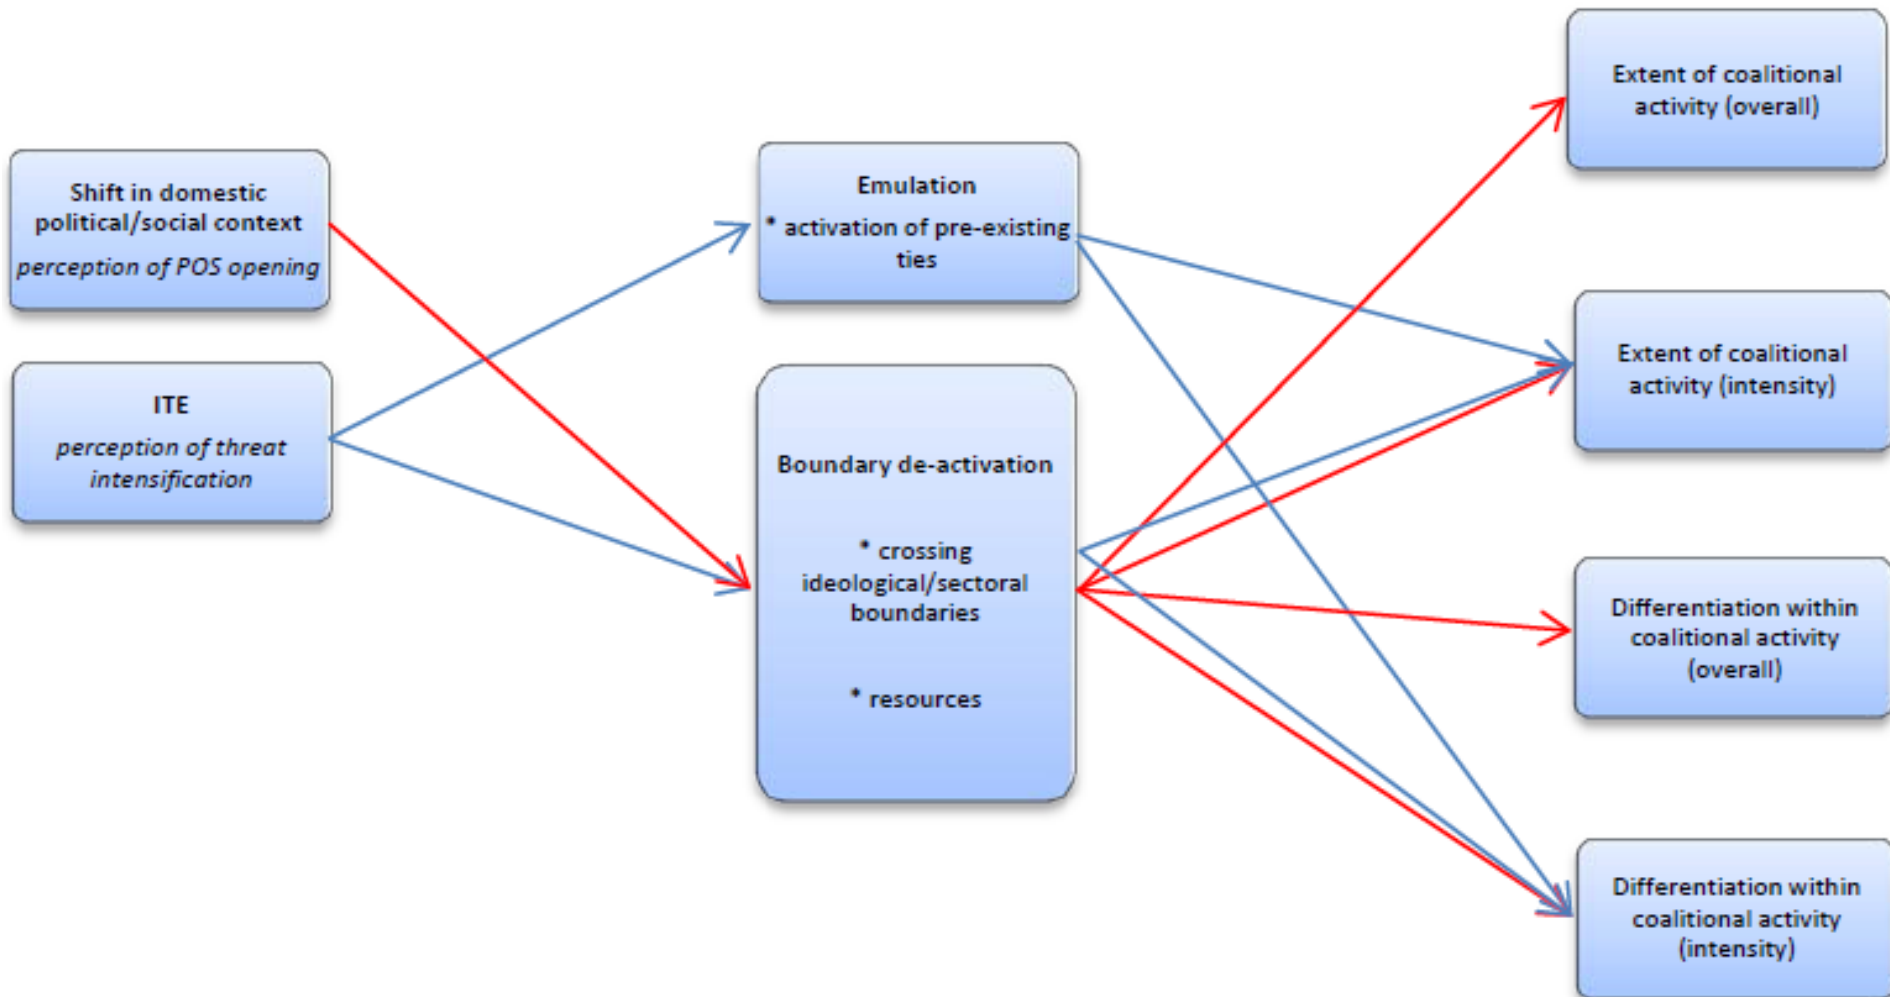 Shift in domestic
political/social context
perception of POS opening
ITE
perception of threat
intensification
Emulation
* activation of pre-existing
ties
Boundary de-activation
* crossing
ideological/sectoral
boundaries
* resources
Extent of coalitional
activity (overall)
Extent of coalitional
activity (intensity)
Differentiation within
coalitional activity
(overall)
Differentiation within
coalitional activity
(intensity)